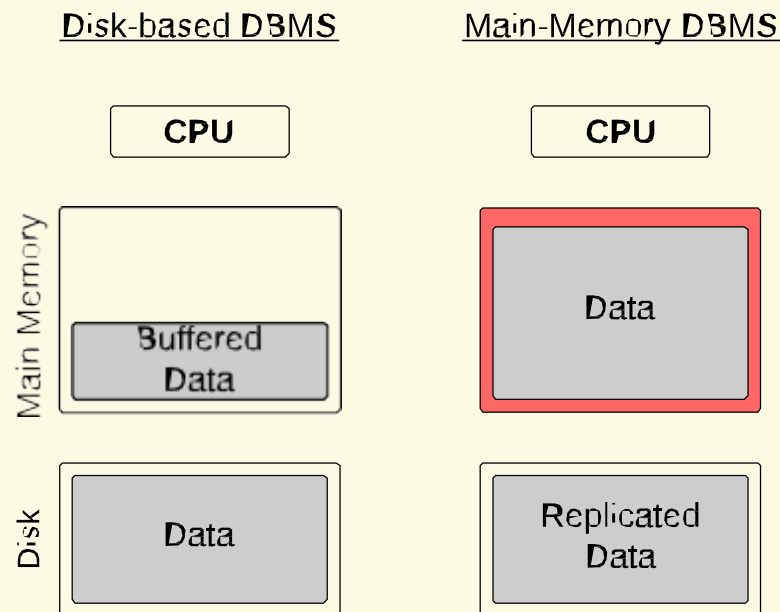 Disk-based DBMS
Main-Memory DBMS
CPU
CPU
Main Memory
Buffered
Data
Data
Disk
Data
Replicated
Data